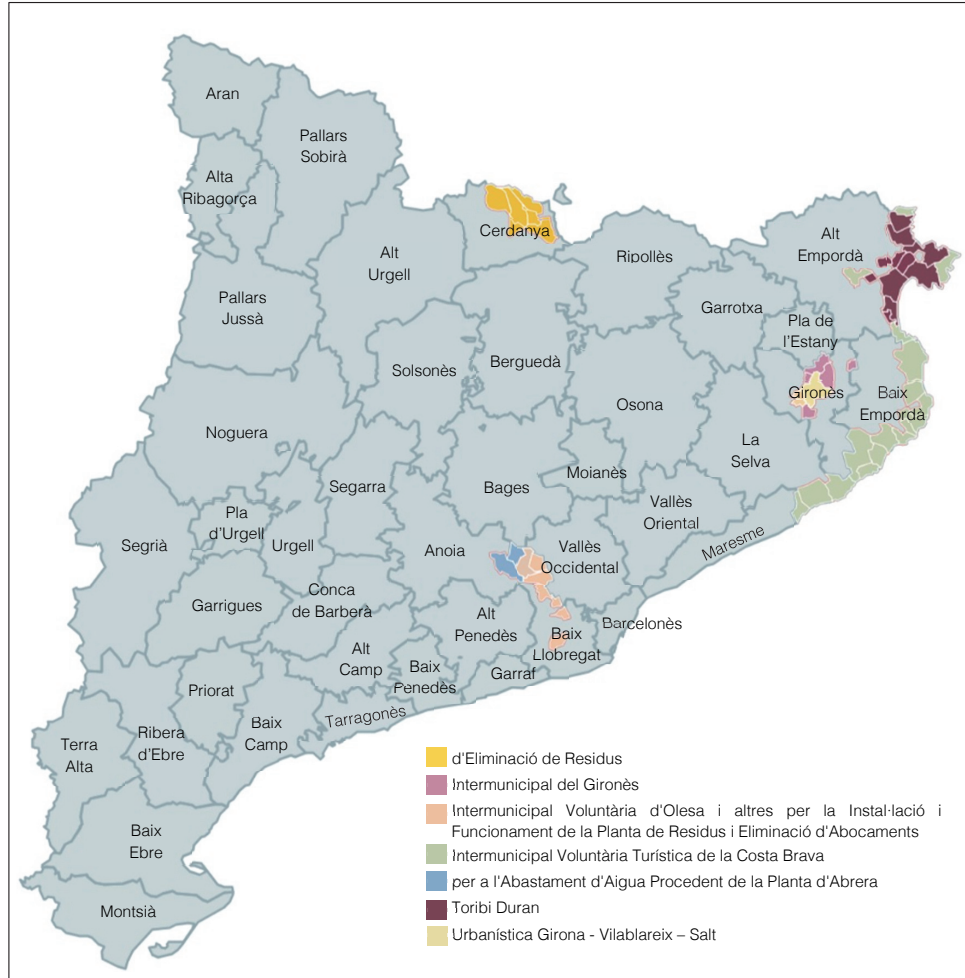 Aran
Pallars
Sobirà
Alta
Ribagorça
Cerdanya
Alt
Urgell
Ripollès
Alt
Empordà
Pallars
Jussà
Garrotxa
Pla de
l'Estany
Solsonès
Berguedà
Gironès
Baix
Empordà
Osona
Noguera
La
Selva
Moianès
Segarra
Bages
Vallès
Oriental
Pla
d'Urgell
Urgell
Segrià
Anoia
Vallès
Occidental
Maresme
Conca
de Barberà
Garrigues
Alt
Penedès
Barcelonès
Baix
Llobregat
Alt
Camp
Baix
Penedès
Garraf
Priorat
Tarragonès
Baix
Camp
Ribera
d'Ebre
Terra
Alta
Baix
Ebre
Montsià
d'Eliminació de Residus
Intermunicipal del Gironès
Intermunicipal Voluntària d'Olesa i altres per la Instal·lació i
Funcionament de la Planta de Residus i Eliminació d'Abocaments
Intermunicipal Voluntària Turística de la Costa Brava
per a l'Abastament d'Aigua Procedent de la Planta d'Abrera
Toribi Duran
Urbanística Girona - Vilablareix – Salt